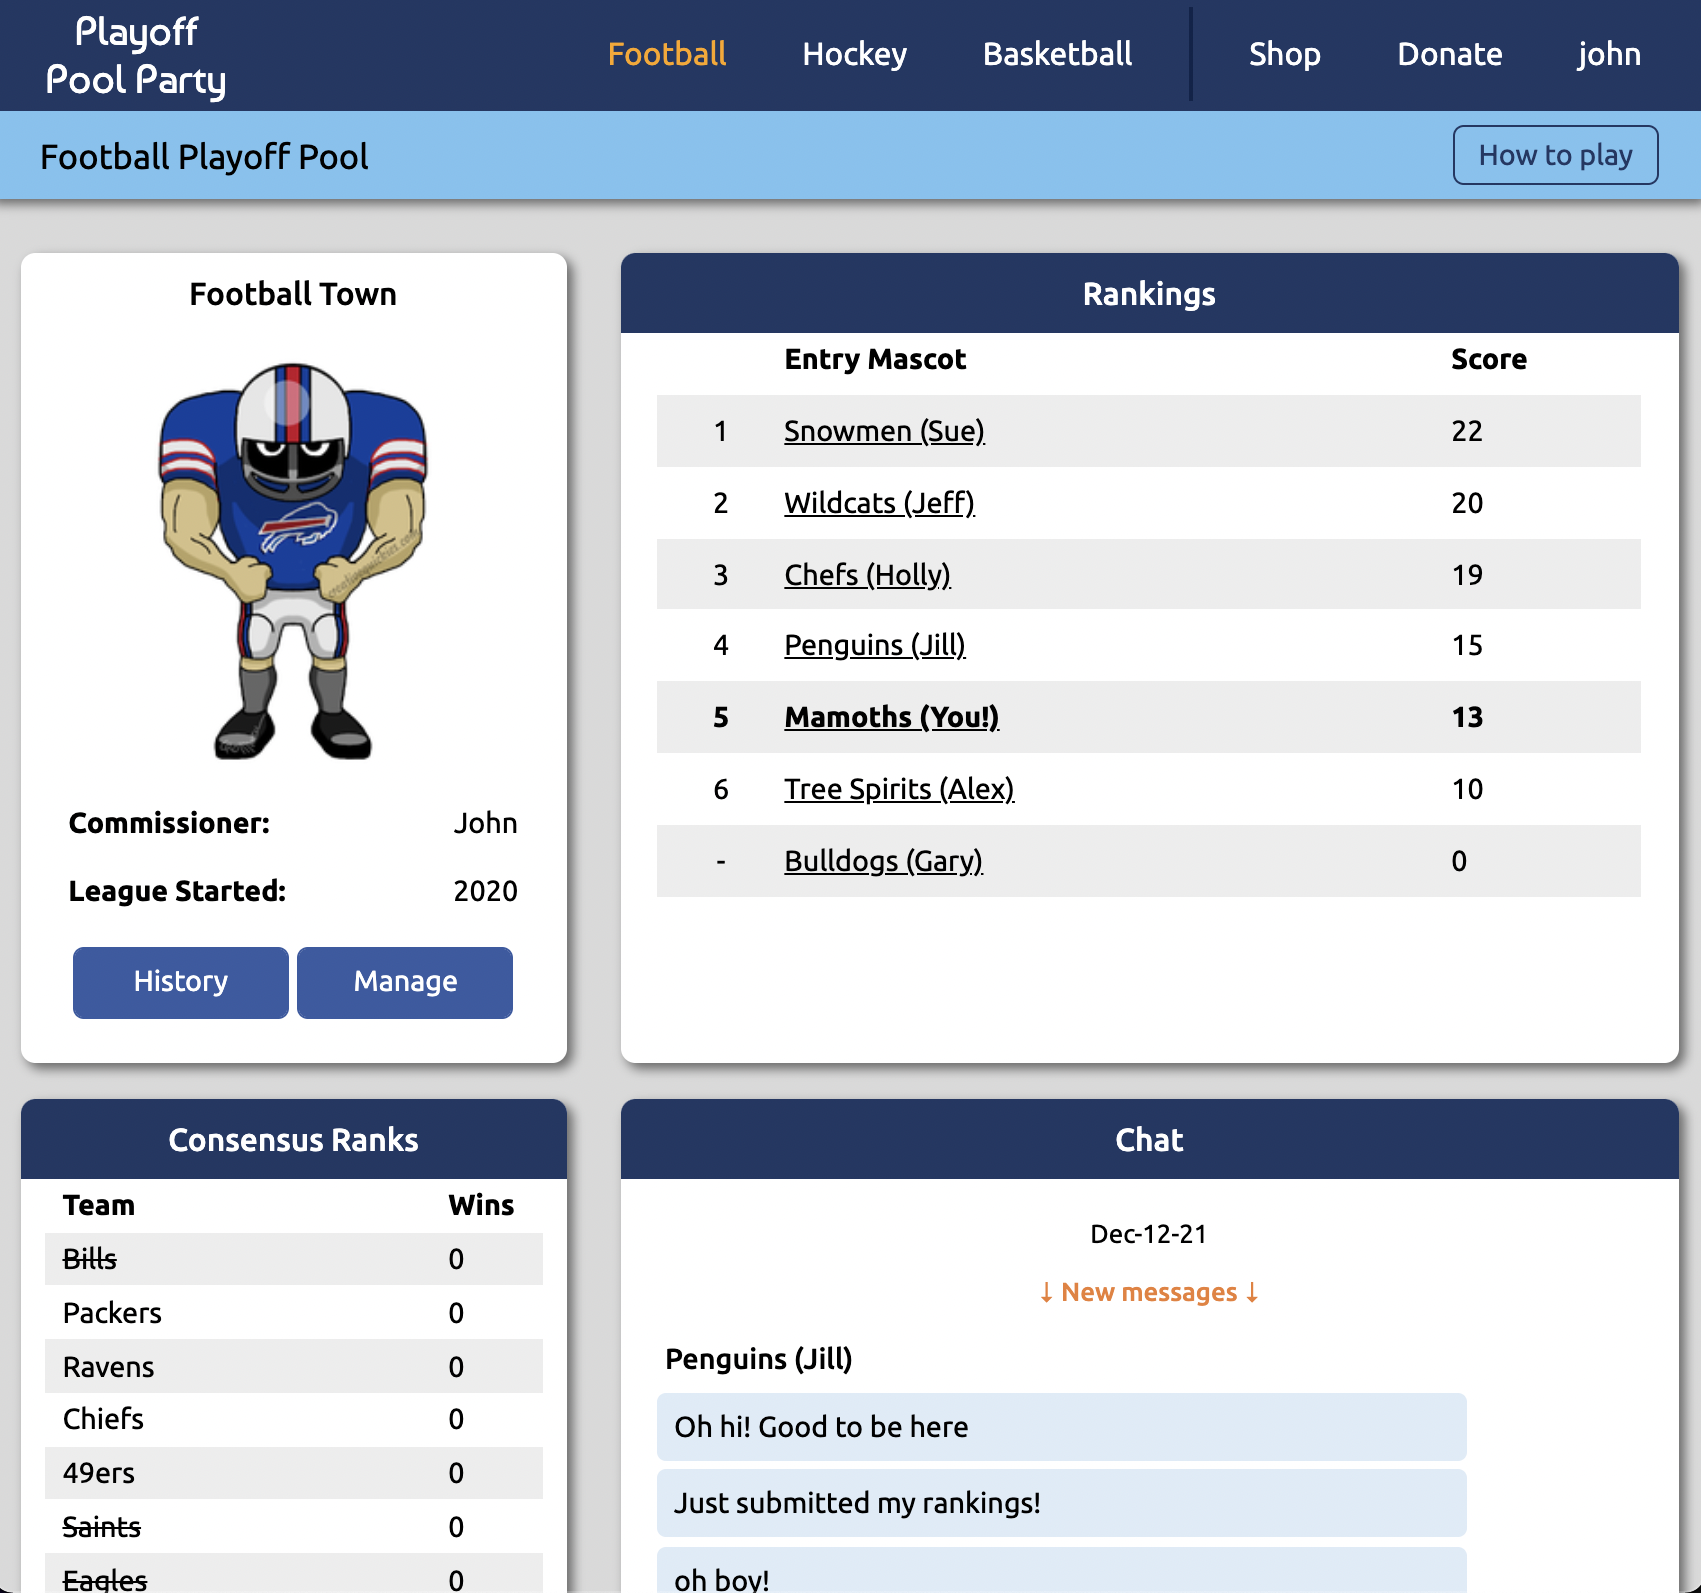 Playoff
Pool Party
Football Hockey Basketball Shop Donate john
Football Playoff Pool How to play
Football Town
Commissioner: John
League Started: 2020
History Manage
Rankings
Entry Mascot Score
1 Snowmen (Sue) 22
2 Wildcats (Jeff) 20
3 Chefs (Holly) 19
4 Penguins (Jill) 15
5 Mamoths (You!) 13
6 Tree Spirits (Alex) 10
- Bulldogs (Gary) 0
Consensus Ranks
Team Wins
Bills 0
Packers 0
Ravens 0
Chiefs 0
49ers 0
Saints 0
Eagles 0
Chat
Dec-12-21
↓ New messages ↓
Penguins (Jill)
Oh hi! Good to be here
Just submitted my rankings!
oh boy!